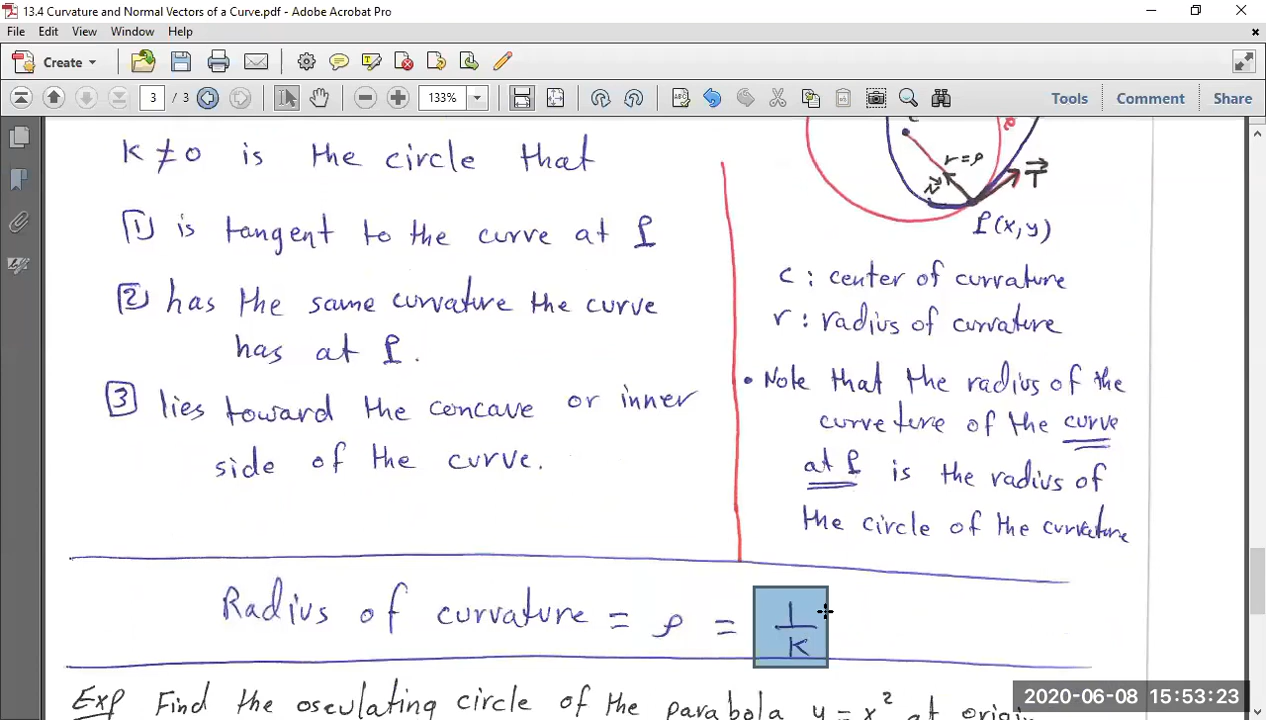 13.4 Curvature and Normal Vectors of a Curve.pdf - Adobe Acrobat Pro
File Edit View Window Help
Create
3 / 3 133% Tools Comment Share
K ≠ 0 is the circle that
1 is tangent to the curve at P
2 has the same curvature the curve
has at P.
3 lies toward the concave or inner
side of the curve.
r = ρ
N
T
P(x,y)
C : center of curvature
r : radius of curvature
• Note that the radius of the
curveture of the curve
at P is the radius of
the circle of the curvature
Radius of curvature = ρ = 1/K
Exp Find the osculating circle of the parabola y = x² at origin
2020-06-08 15:53:23